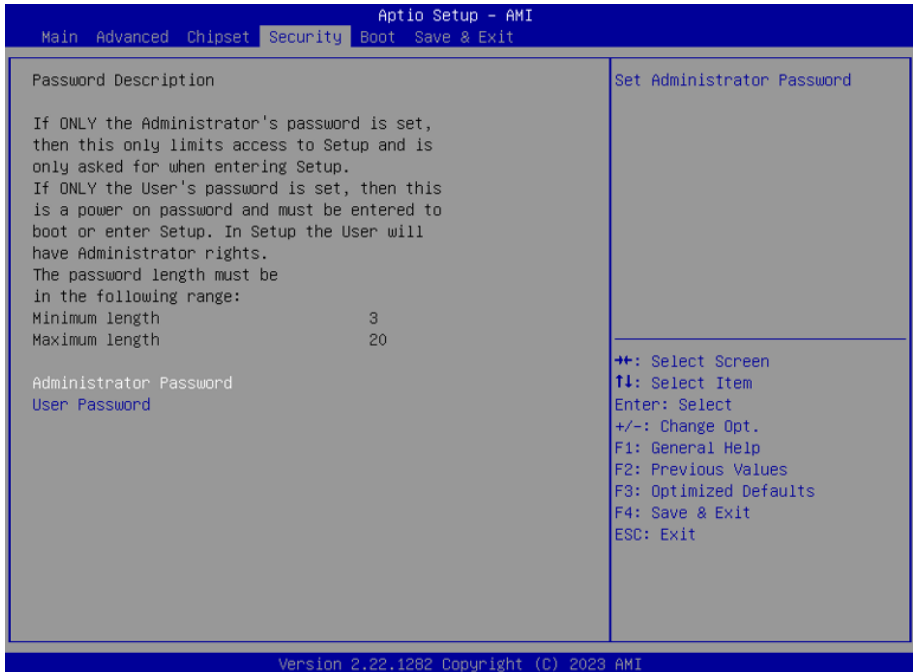 Aptio Setup - AMI
Main Advanced Chipset Security Boot Save & Exit
Password Description
If ONLY the Administrator's password is set,
then this only limits access to Setup and is
only asked for when entering Setup.
If ONLY the User's password is set, then this
is a power on password and must be entered to
boot or enter Setup. In Setup the User will
have Administrator rights.
The password length must be
in the following range:
Minimum length 3
Maximum length 20
Administrator Password
User Password
Set Administrator Password
→←: Select Screen
↑↓: Select Item
Enter: Select
+/-: Change Opt.
F1: General Help
F2: Previous Values
F3: Optimized Defaults
F4: Save & Exit
ESC: Exit
Version 2.22.1282 Copyright (C) 2023 AMI